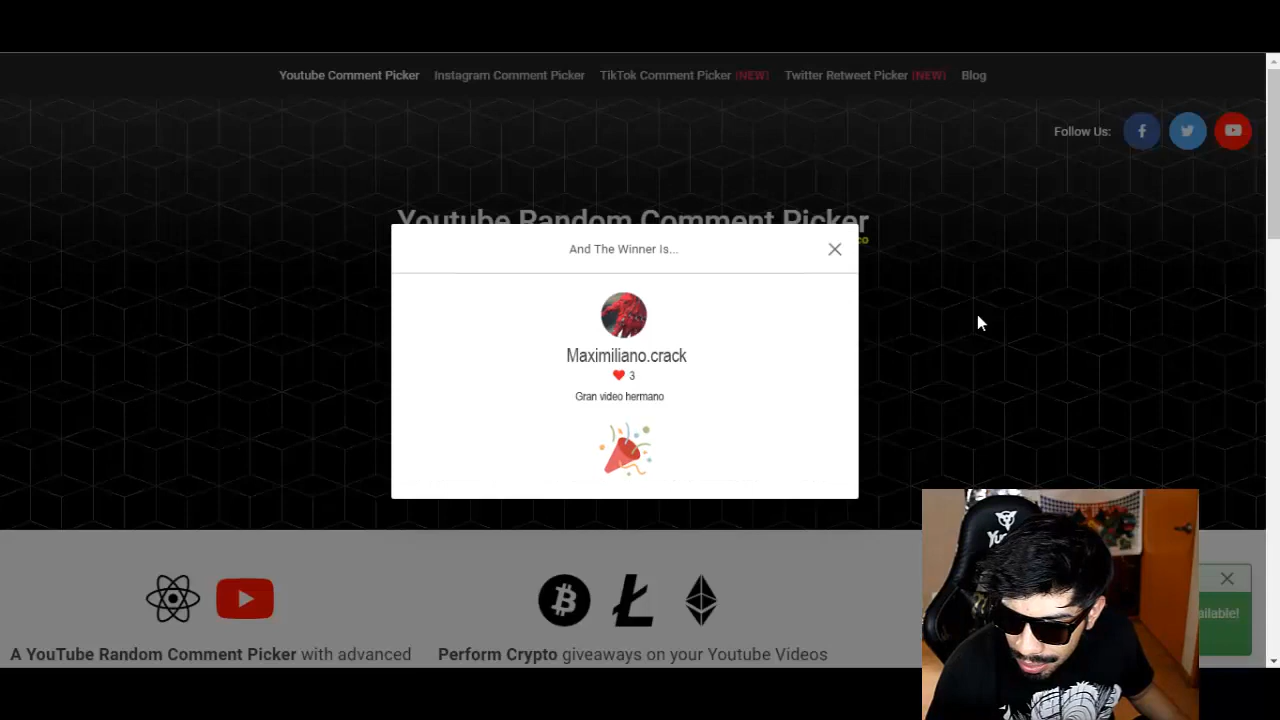 Youtube Comment Picker Instagram Comment Picker TikTok Comment Picker [NEW] Twitter Retweet Picker [NEW] Blog
Follow Us:
Youtube Random Comment Picker
co
And The Winner Is...
Maximiliano.crack
3
Gran video hermano
ailable!
A YouTube Random Comment Picker with advanced
Perform Crypto giveaways on your Youtube Videos